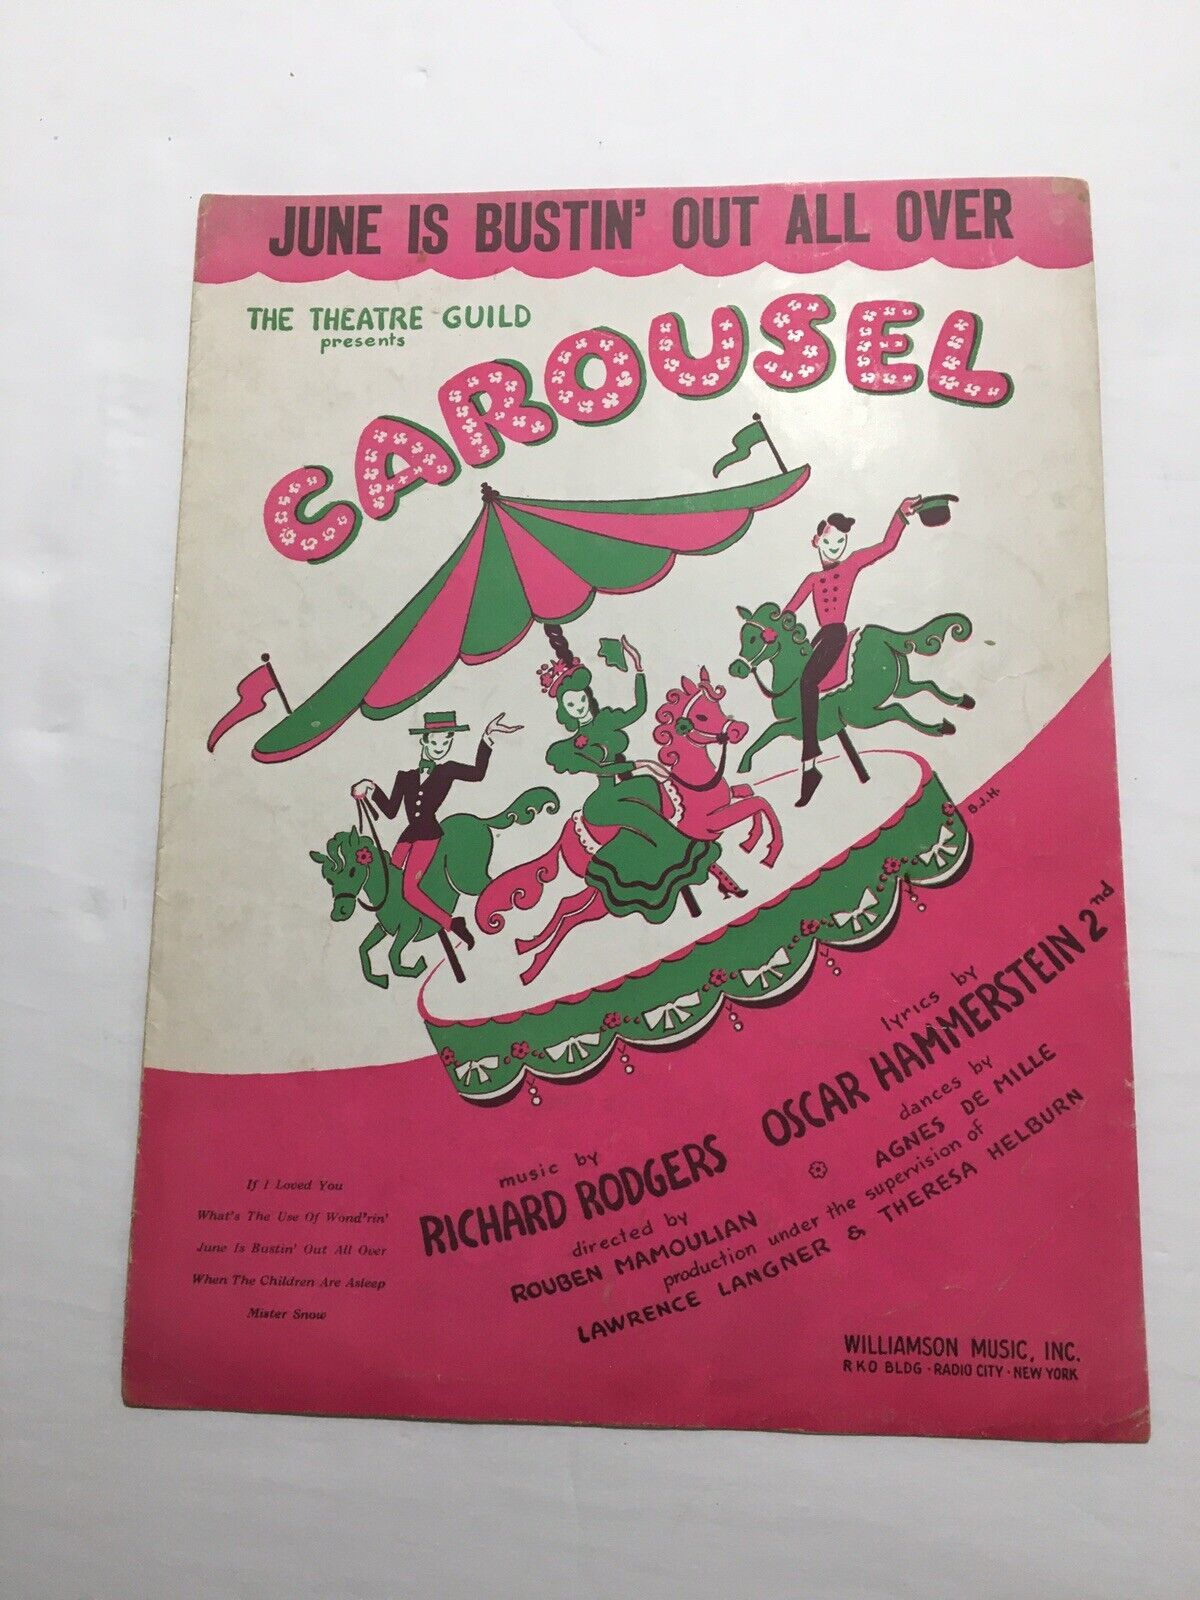 JUNE IS BUSTIN' OUT ALL OVER
THE THEATRE GUILD
presents
CAROUSEL
B.J.H.
music by
RICHARD RODGERS
lyrics by
OSCAR HAMMERSTEIN 2nd
directed by
ROUBEN MAMOULIAN
dances by
AGNES DE MILLE
production under the supervision of
LAWRENCE LANGNER & THERESA HELBURN
If I Loved You
What's The Use Of Wond'rin'
June Is Bustin' Out All Over
When The Children Are Asleep
Mister Snow
WILLIAMSON MUSIC, INC.
RKO BLDG · RADIO CITY · NEW YORK